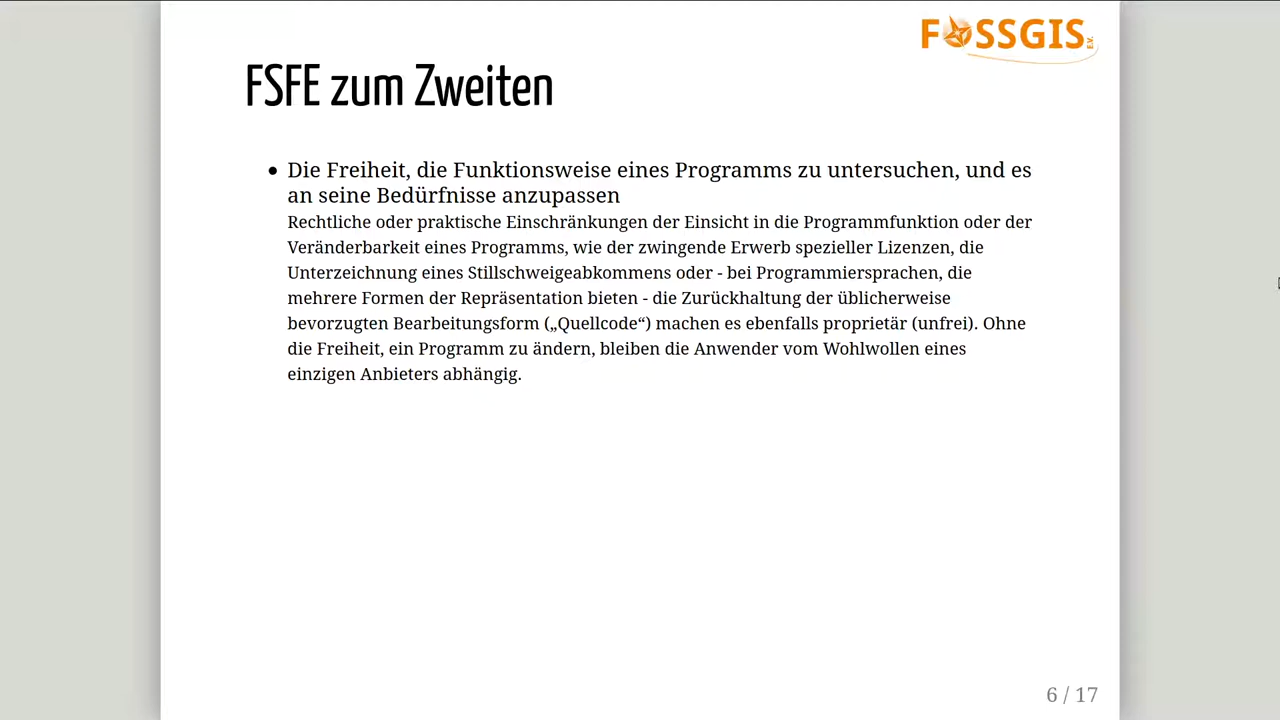 FOSSGIS e.V.
FSFE zum Zweiten
• Die Freiheit, die Funktionsweise eines Programms zu untersuchen, und es
an seine Bedürfnisse anzupassen
Rechtliche oder praktische Einschränkungen der Einsicht in die Programmfunktion oder der
Veränderbarkeit eines Programms, wie der zwingende Erwerb spezieller Lizenzen, die
Unterzeichnung eines Stillschweigeabkommens oder - bei Programmiersprachen, die
mehrere Formen der Repräsentation bieten - die Zurückhaltung der üblicherweise
bevorzugten Bearbeitungsform („Quellcode“) machen es ebenfalls proprietär (unfrei). Ohne
die Freiheit, ein Programm zu ändern, bleiben die Anwender vom Wohlwollen eines
einzigen Anbieters abhängig.
6 / 17